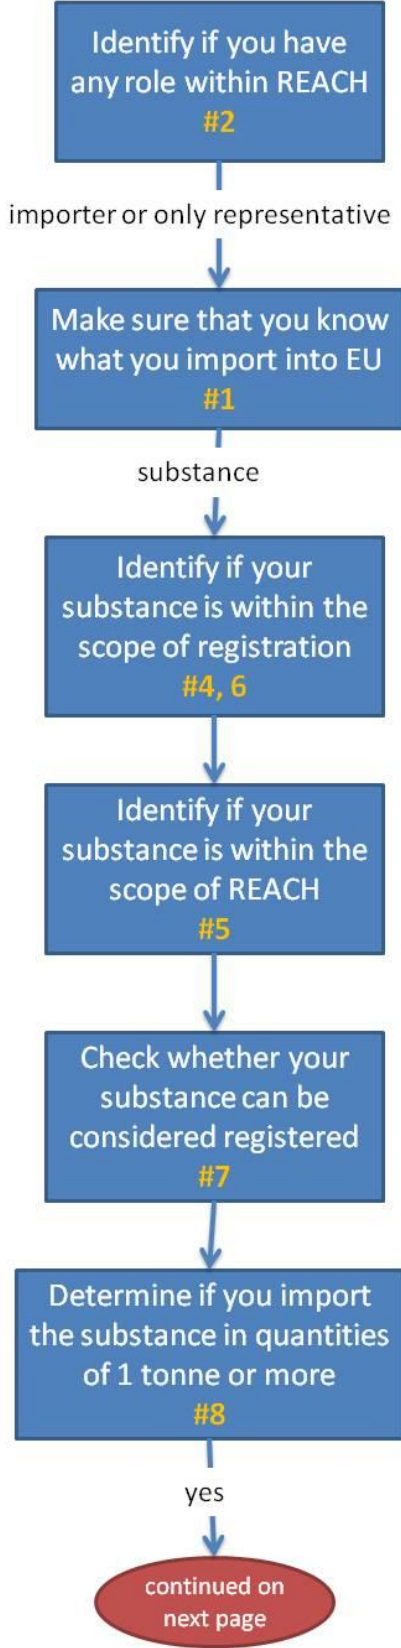 Identify if you have
any role within REACH
#2
importer or only representative
Make sure that you know
what you import into EU
#1
substance
Identify if your
substance is within the
scope of registration
#4, 6
Identify if your
substance is within the
scope of REACH
#5
Check whether your
substance can be
considered registered
#7
Determine if you import
the substance in quantities
of 1 tonne or more
#8
yes
continued on
next page